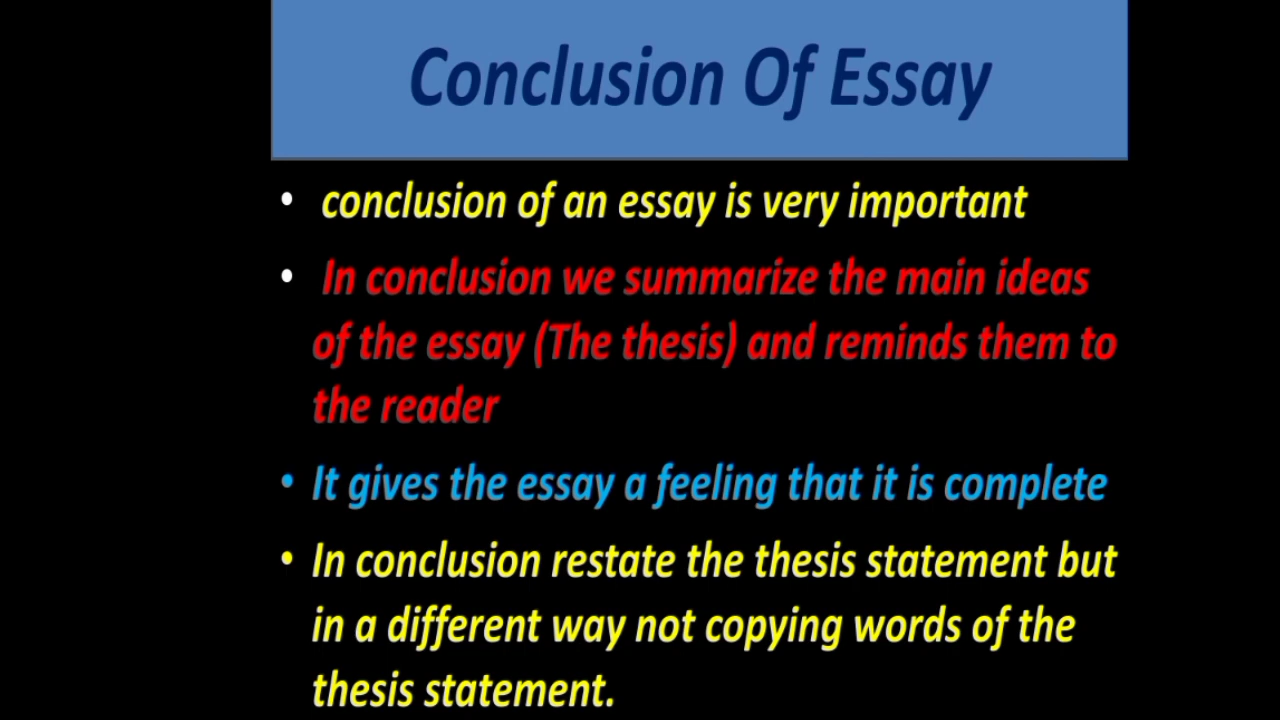 Conclusion Of Essay
• conclusion of an essay is very important
• In conclusion we summarize the main ideas
of the essay (The thesis) and reminds them to
the reader
• It gives the essay a feeling that it is complete
• In conclusion restate the thesis statement but
in a different way not copying words of the
thesis statement.